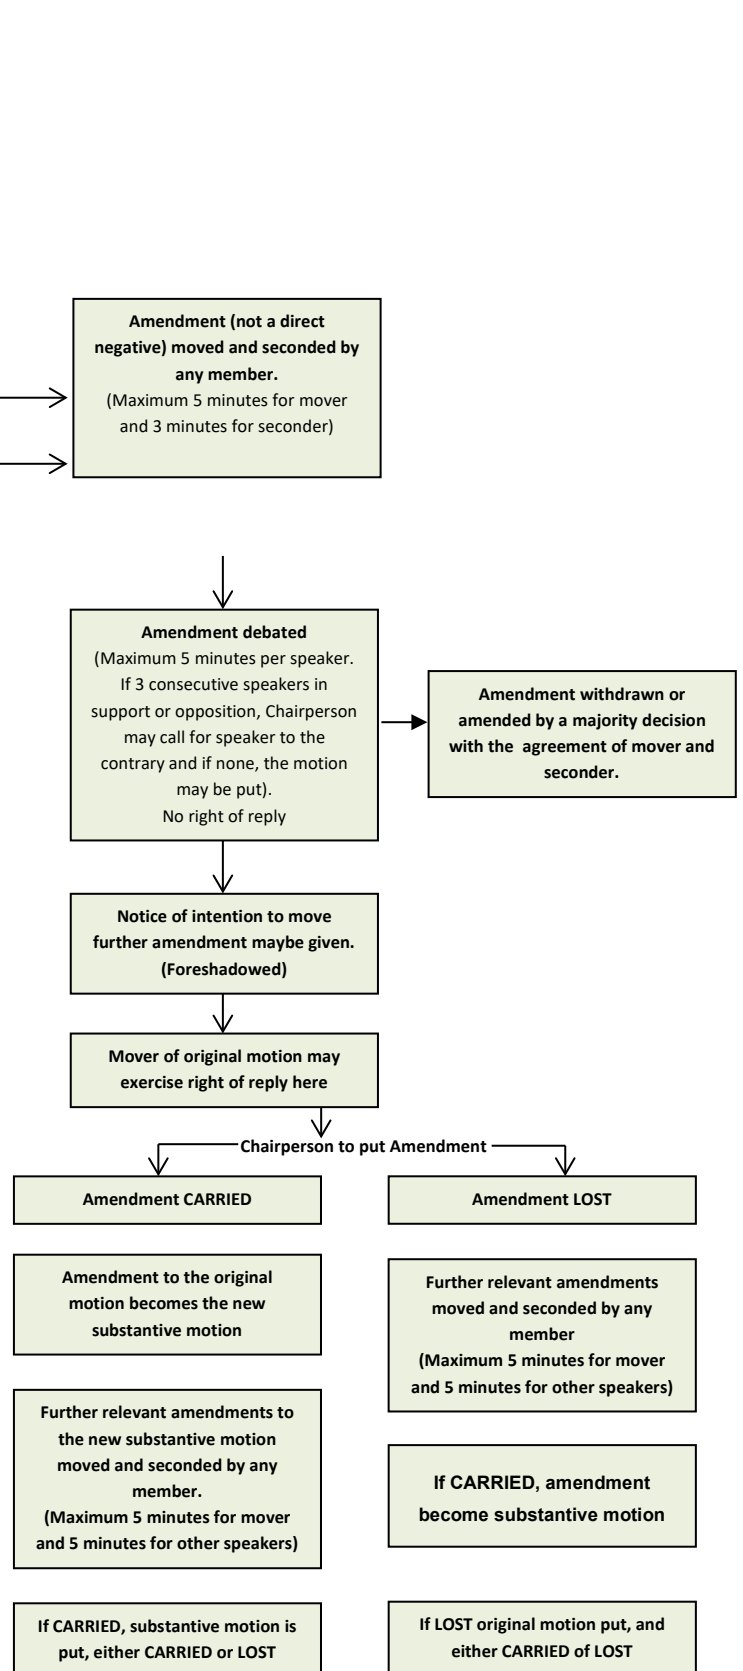 Amendment (not a direct
negative) moved and seconded by
any member.
(Maximum 5 minutes for mover
and 3 minutes for seconder)
Amendment debated
(Maximum 5 minutes per speaker.
If 3 consecutive speakers in
support or opposition, Chairperson
may call for speaker to the
contrary and if none, the motion
may be put).
No right of reply
Amendment withdrawn or
amended by a majority decision
with the agreement of mover and
seconder.
Notice of intention to move
further amendment maybe given.
(Foreshadowed)
Mover of original motion may
exercise right of reply here
Chairperson to put Amendment
Amendment CARRIED
Amendment to the original
motion becomes the new
substantive motion
Further relevant amendments to
the new substantive motion
moved and seconded by any
member.
(Maximum 5 minutes for mover
and 5 minutes for other speakers)
If CARRIED, substantive motion is
put, either CARRIED or LOST
Amendment LOST
Further relevant amendments
moved and seconded by any
member
(Maximum 5 minutes for mover
and 5 minutes for other speakers)
If CARRIED, amendment
become substantive motion
If LOST original motion put, and
either CARRIED of LOST